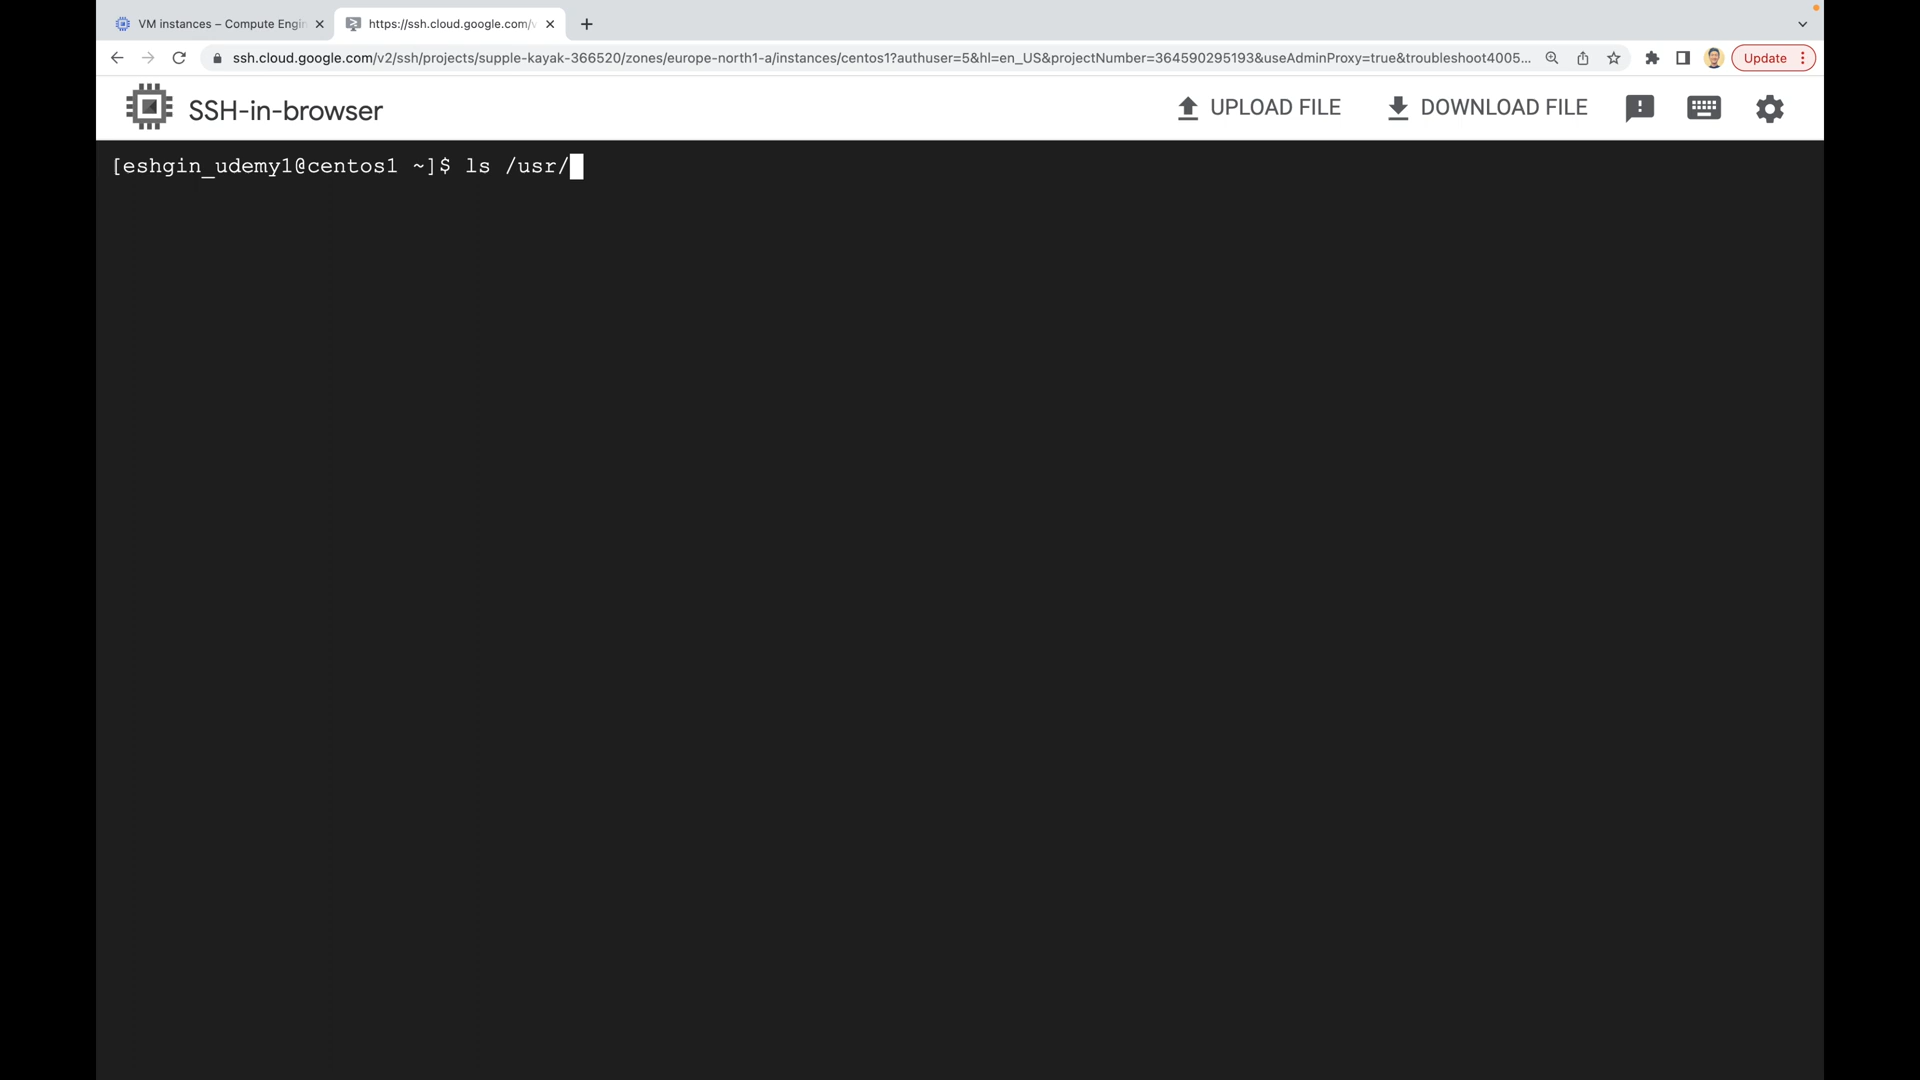 VM instances – Compute Engin
https://ssh.cloud.google.com/v
ssh.cloud.google.com/v2/ssh/projects/supple-kayak-366520/zones/europe-north1-a/instances/centos1?authuser=5&hl=en_US&projectNumber=364590295193&useAdminProxy=true&troubleshoot4005...
Update
SSH-in-browser
UPLOAD FILE
DOWNLOAD FILE
[eshgin_udemy1@centos1 ~]$ ls /usr/